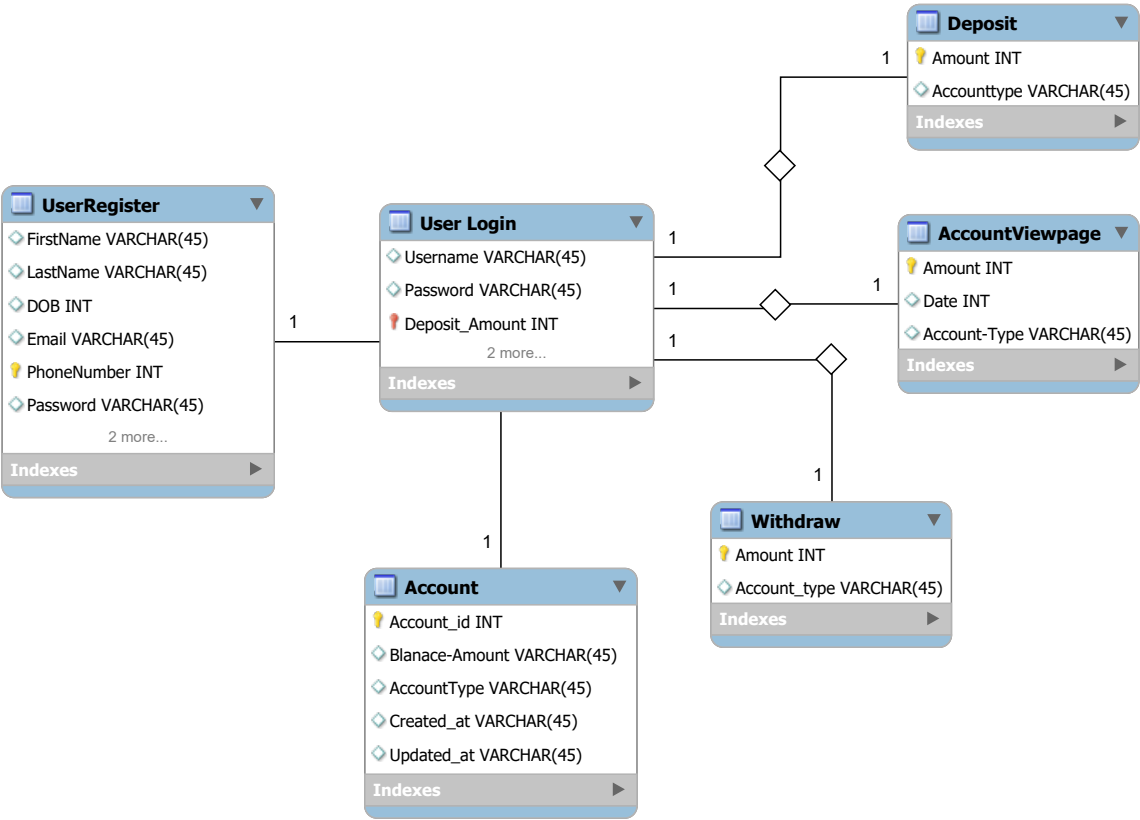 Deposit
Amount INT
Accounttype VARCHAR(45)
Indexes
1
UserRegister
FirstName VARCHAR(45)
LastName VARCHAR(45)
DOB INT
Email VARCHAR(45)
PhoneNumber INT
Password VARCHAR(45)
2 more...
Indexes
1
User Login
Username VARCHAR(45)
Password VARCHAR(45)
Deposit_Amount INT
2 more...
Indexes
1
1
1
AccountViewpage
Amount INT
Date INT
Account-Type VARCHAR(45)
Indexes
1
1
Withdraw
Amount INT
Account_type VARCHAR(45)
Indexes
1
Account
Account_id INT
Blanace-Amount VARCHAR(45)
AccountType VARCHAR(45)
Created_at VARCHAR(45)
Updated_at VARCHAR(45)
Indexes